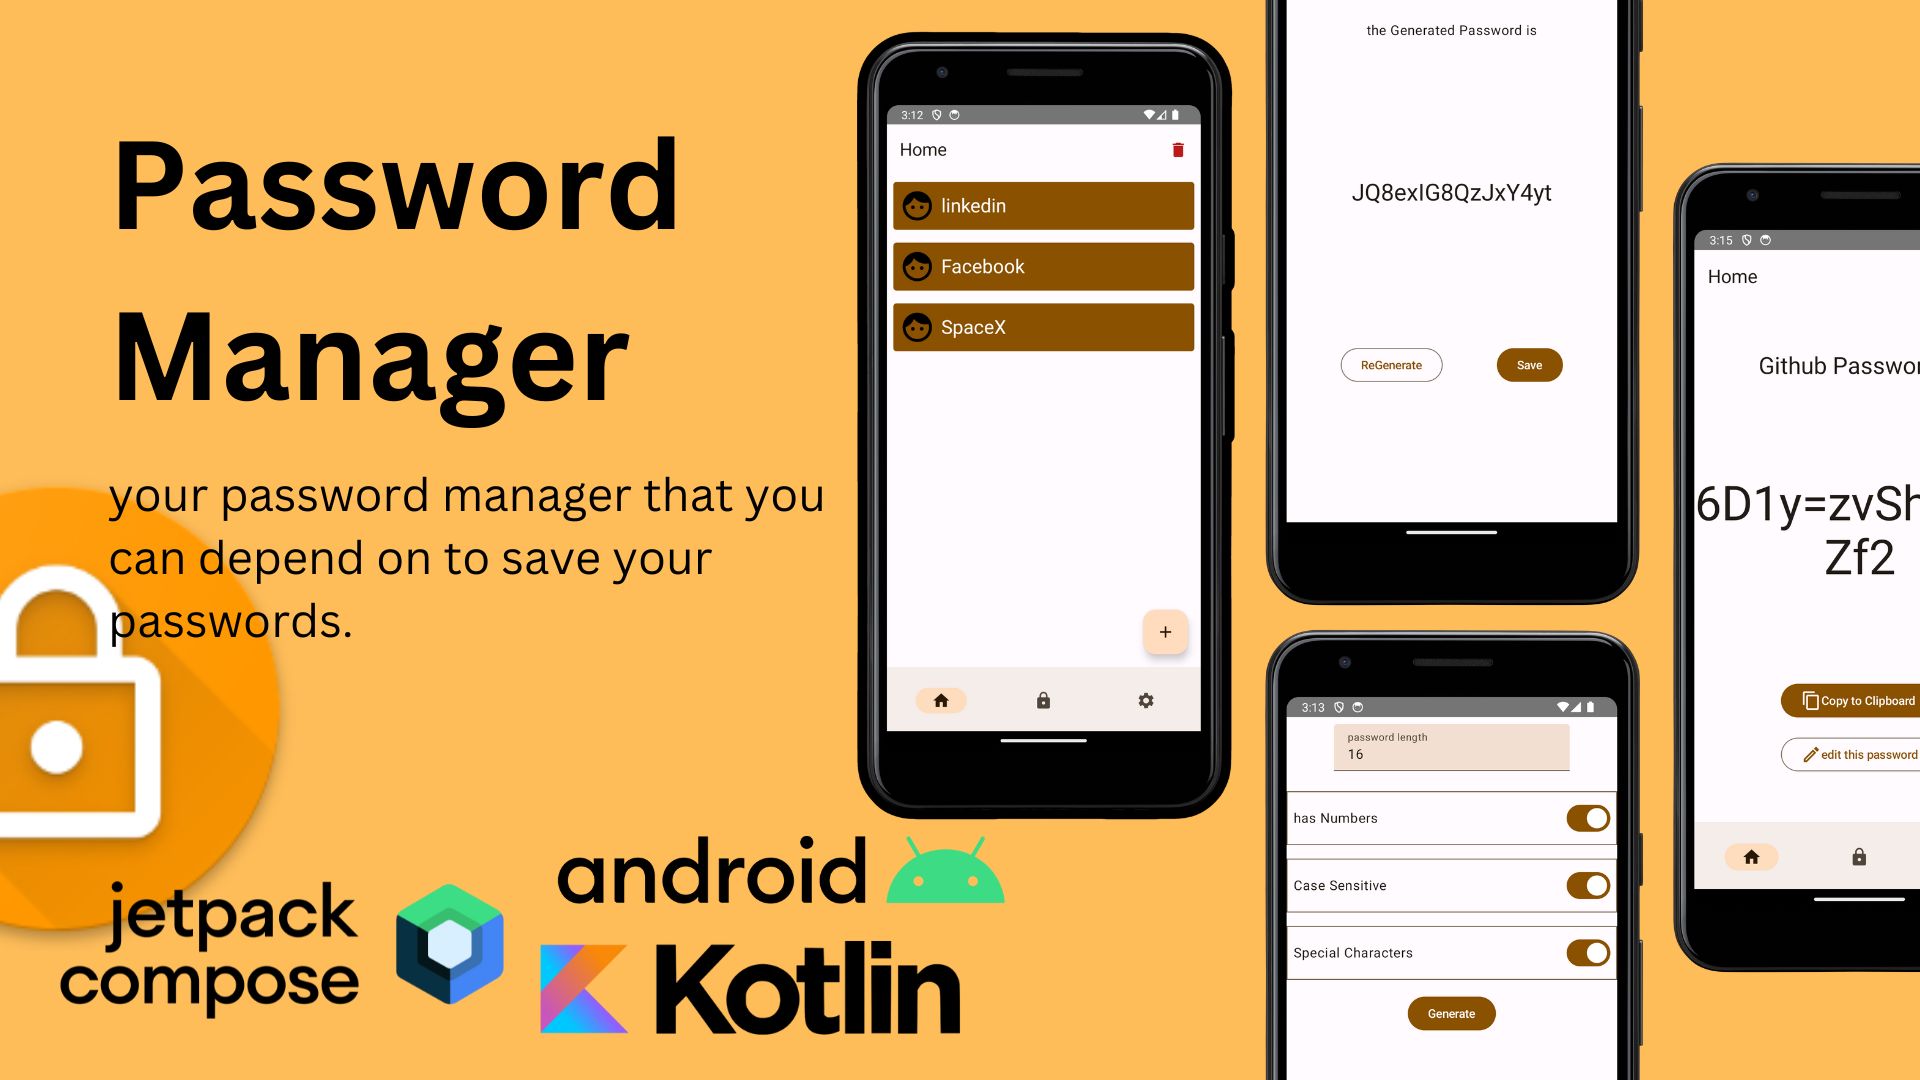 Password
Manager
your password manager that you
can depend on to save your
passwords.
jetpack
compose
android
Kotlin
3:12
Home
linkedin
Facebook
SpaceX
+
the Generated Password is
JQ8exIG8QzJxY4yt
ReGenerate
Save
3:13
password length
16
has Numbers
Case Sensitive
Special Characters
Generate
3:15
Home
Github
6D1y=zvS
Zf2
Copy to Clipboard
edit this password